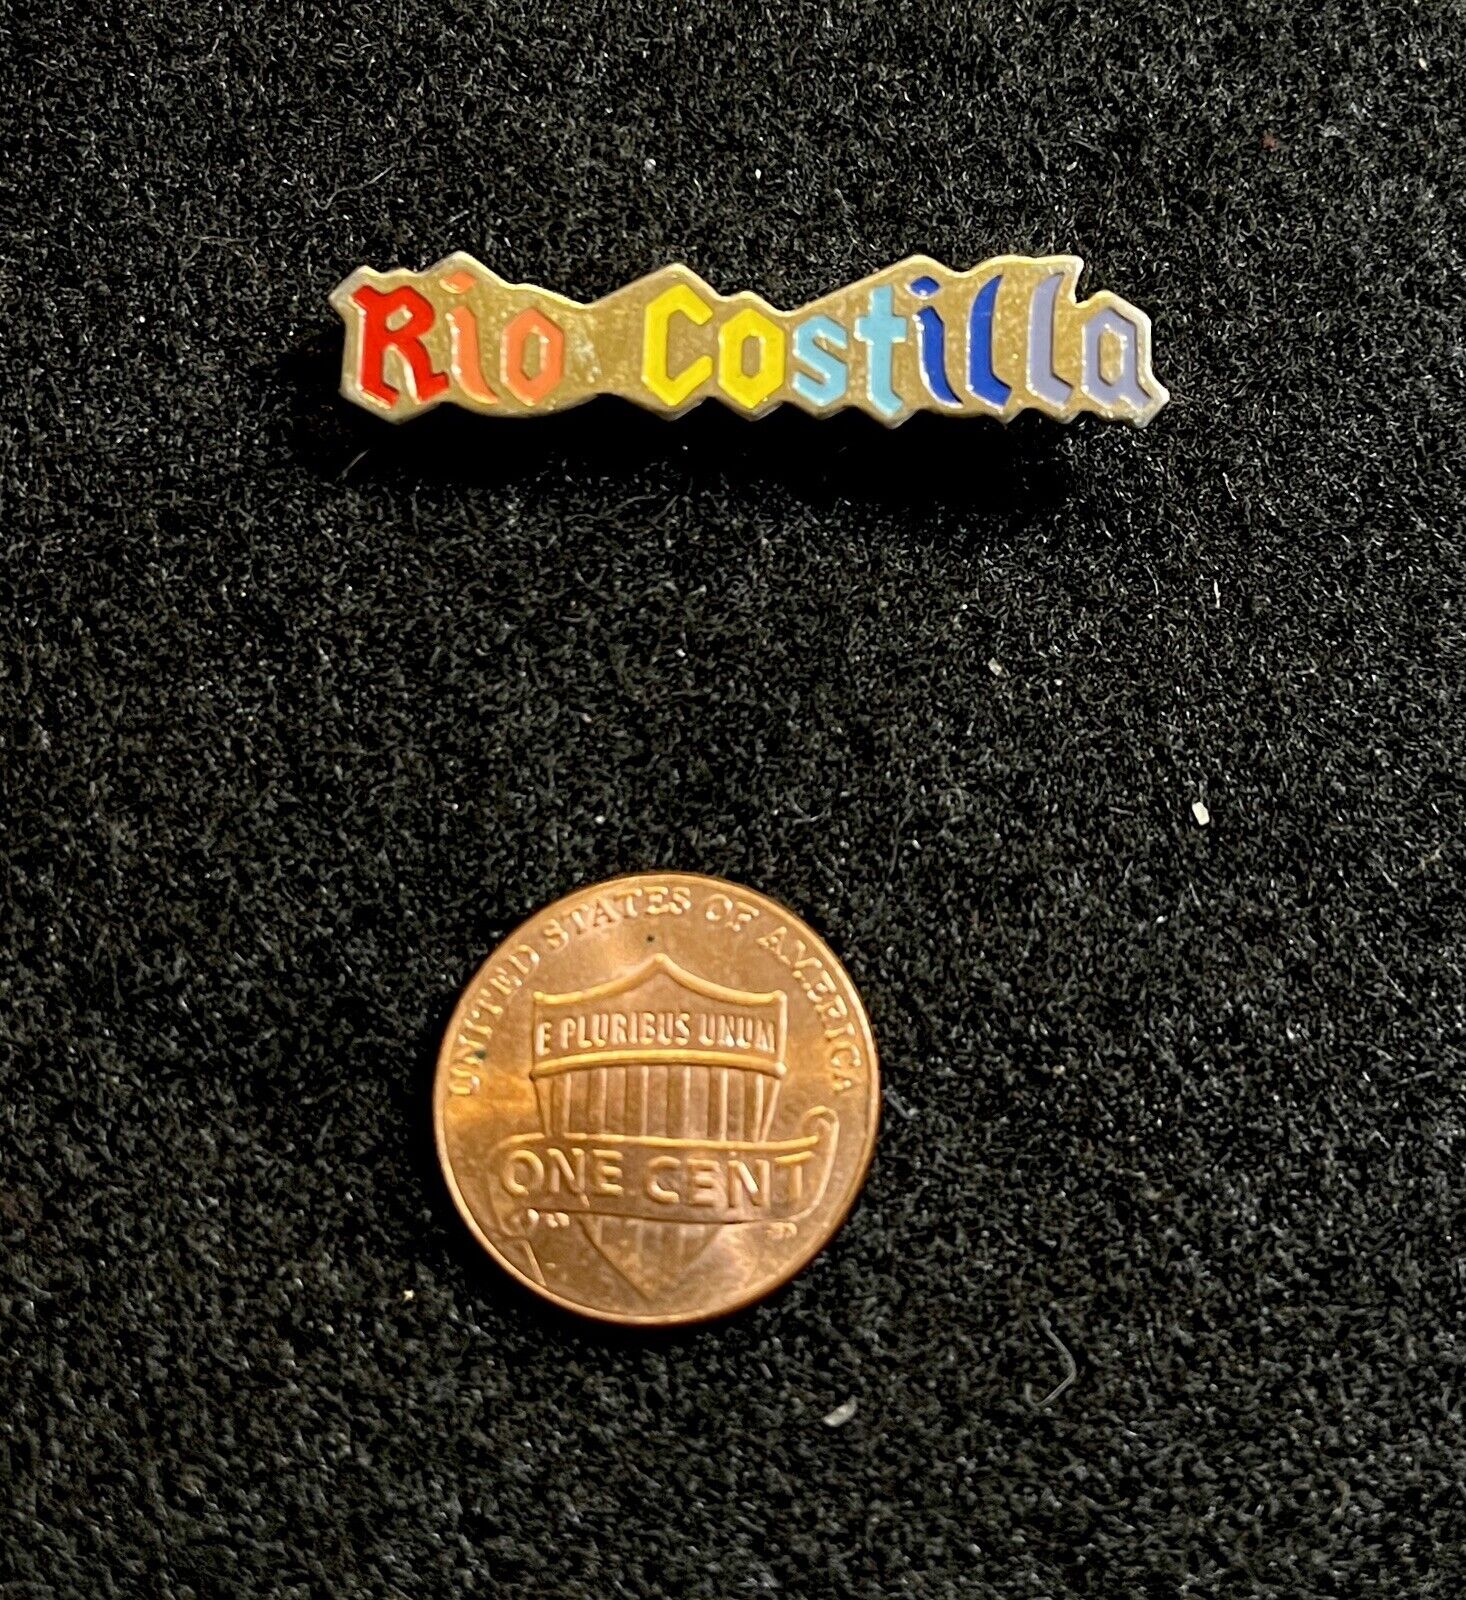 Rio Costilla
UNITED STATES OF AMERICA
E PLURIBUS UNUM
ONE CENT